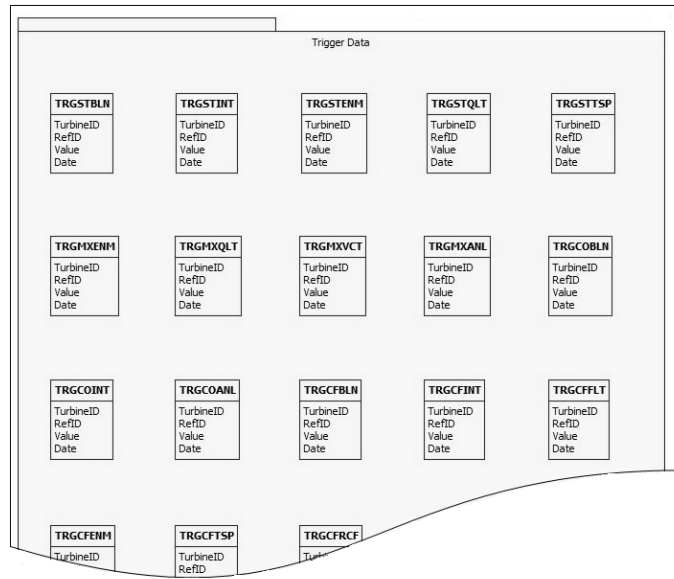 Trigger Data
TRGSTBLN TRGSTINT TRGSTENM TRGSTQLT TRGSTTSP
TurbineID TurbineID TurbineID TurbineID TurbineID
RefID RefID RefID RefID RefID
Value Value Value Value Value
Date Date Date Date Date
TRGMXENM TRGMXQLT TRGMXVCT TRGMXANL TRGCOBLN
TurbineID TurbineID TurbineID TurbineID TurbineID
RefID RefID RefID RefID RefID
Value Value Value Value Value
Date Date Date Date Date
TRGCOINT TRGCOANL TRGCFBLN TRGCFINT TRGCFFLT
TurbineID TurbineID TurbineID TurbineID TurbineID
RefID RefID RefID RefID RefID
Value Value Value Value Value
Date Date Date Date Date
TRGCFENM TRGCFTSP TRGCFRCF
TurbineID TurbineID
RefID